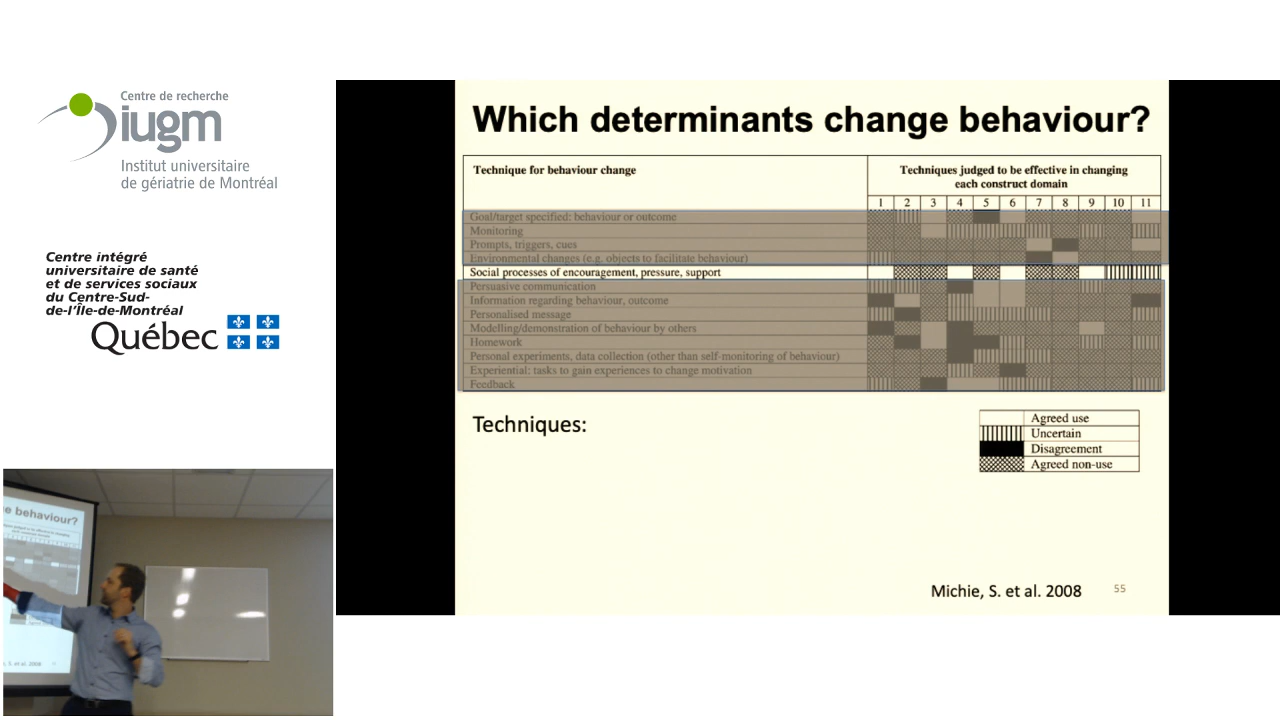 Centre de recherche
iugm
Institut universitaire
de gériatrie de Montréal
Centre intégré
universitaire de santé
et de services sociaux
du Centre-Sud-
de-l'Île-de-Montréal
Québec
Which determinants change behaviour?
Technique for behaviour change
Techniques judged to be effective in changing
each construct domain
1 2 3 4 5 6 7 8 9 10 11
Goal/target specified: behaviour or outcome
Monitoring
Prompts, triggers, cues
Environmental changes (e.g. objects to facilitate behaviour)
Social processes of encouragement, pressure, support
Persuasive communication
Information regarding behaviour, outcome
Personalised message
Modelling/demonstration of behaviour by others
Homework
Personal experiments, data collection (other than self-monitoring of behaviour)
Experiential: tasks to gain experiences to change motivation
Feedback
Techniques:
Agreed use
Uncertain
Disagreement
Agreed non-use
Michie, S. et al. 2008
55
e behaviour?
, S. et al. 2008